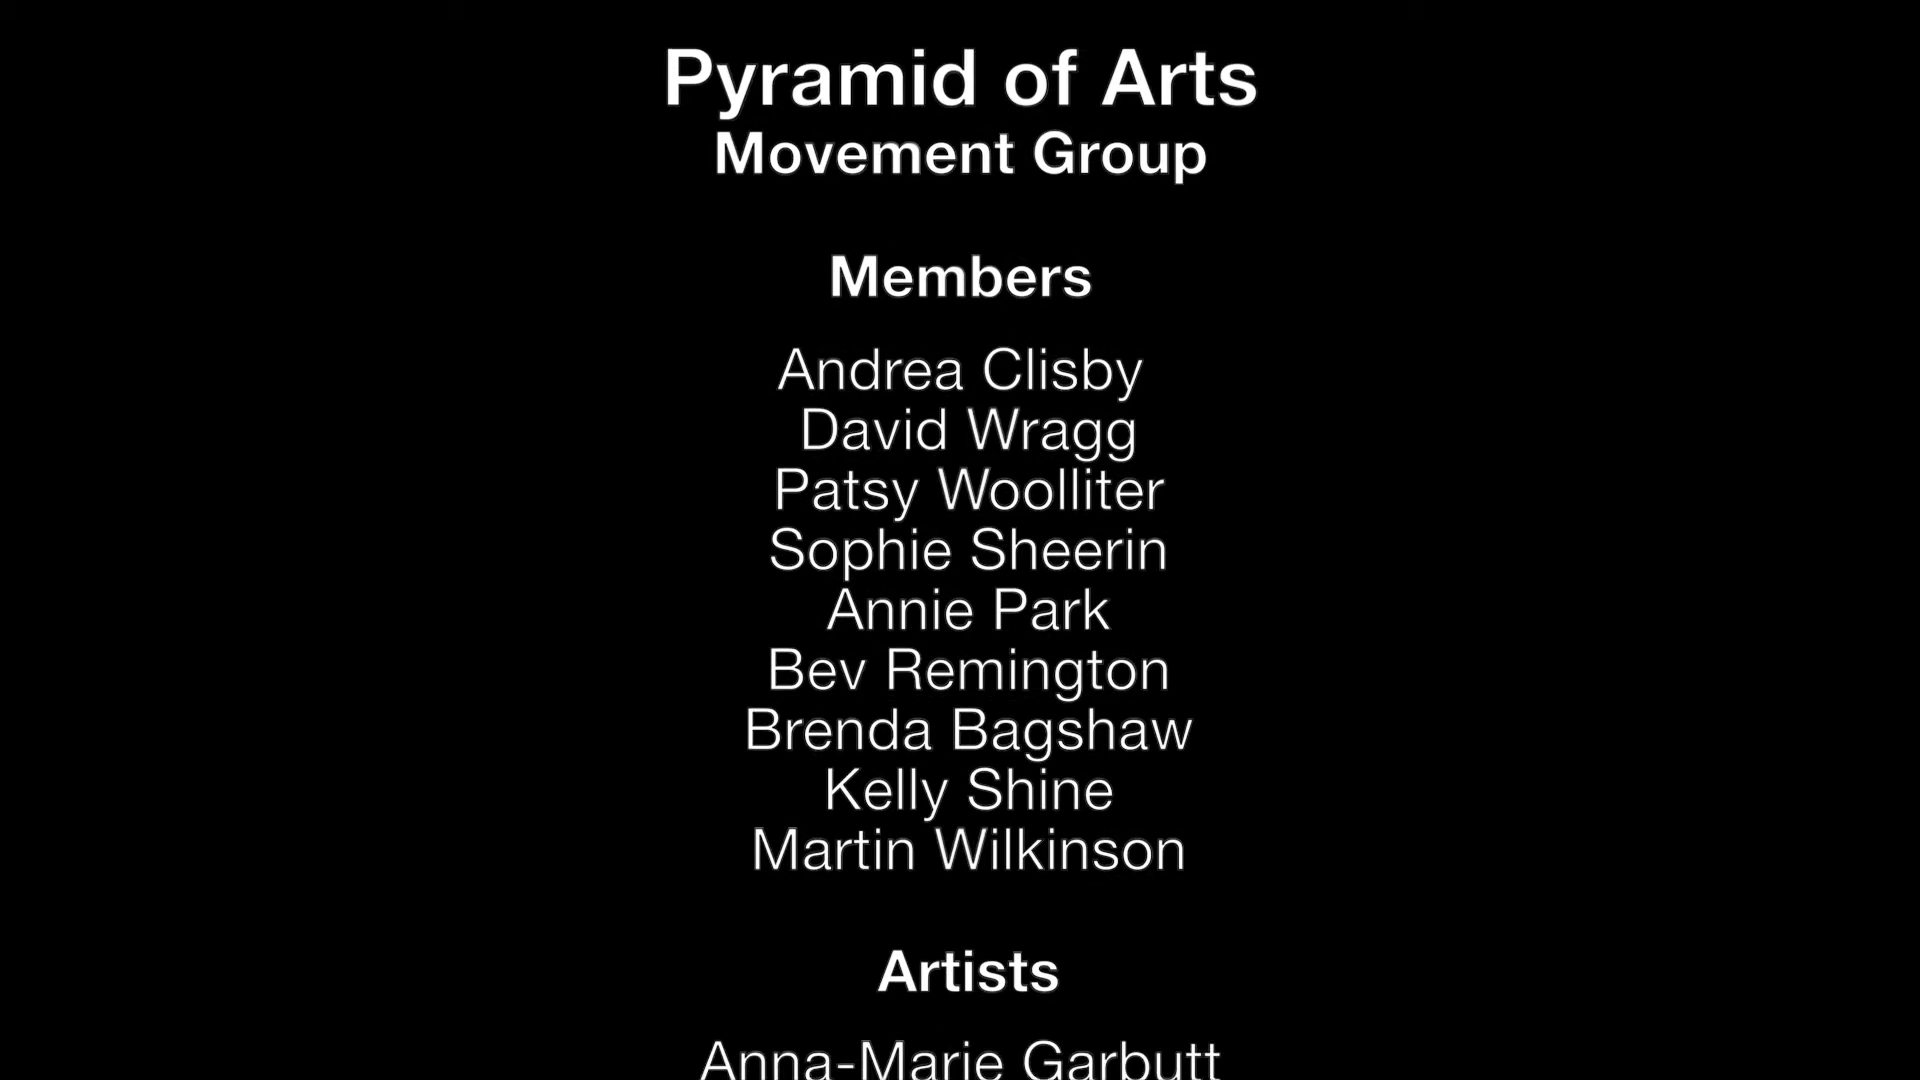 Pyramid of Arts
Movement Group
Members
Andrea Clisby
David Wragg
Patsy Woolliter
Sophie Sheerin
Annie Park
Bev Remington
Brenda Bagshaw
Kelly Shine
Martin Wilkinson
Artists
Anna-Marie Garbutt